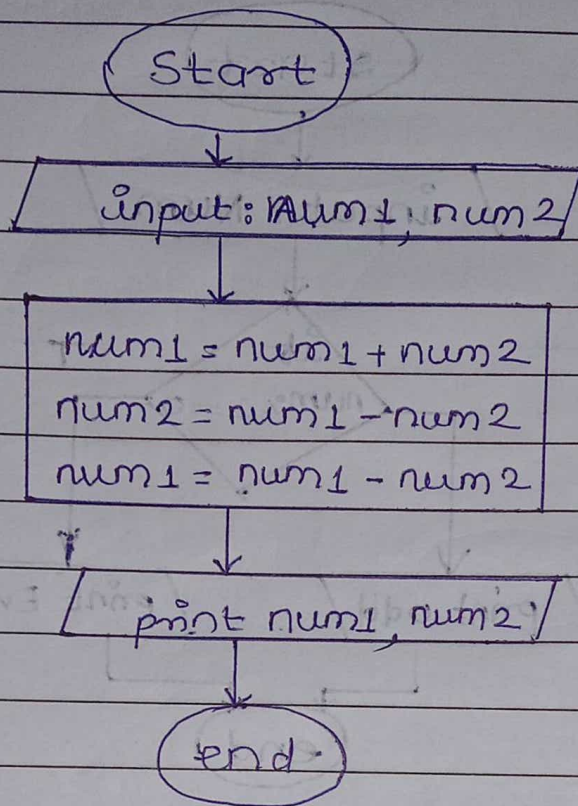 Start
input: num1, num2
num1 = num1 + num2
num2 = num1 - num2
num1 = num1 - num2
print num1, num2
end